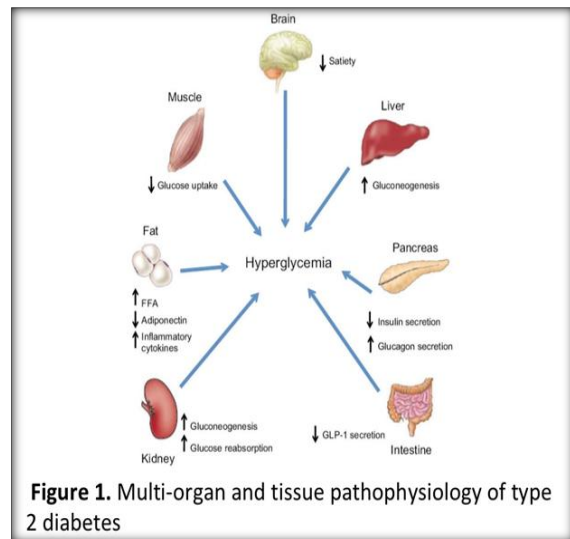 Brain
↓ Satiety
Muscle
↓ Glucose uptake
Liver
↑ Gluconeogenesis
Fat
↑ FFA
↓ Adiponectin
↑ Inflammatory
cytokines
Hyperglycemia
Pancreas
↓ Insulin secretion
↑ Glucagon secretion
↑ Gluconeogenesis
↑ Glucose reabsorption
Kidney
↓ GLP-1 secretion
Intestine
Figure 1. Multi-organ and tissue pathophysiology of type
2 diabetes